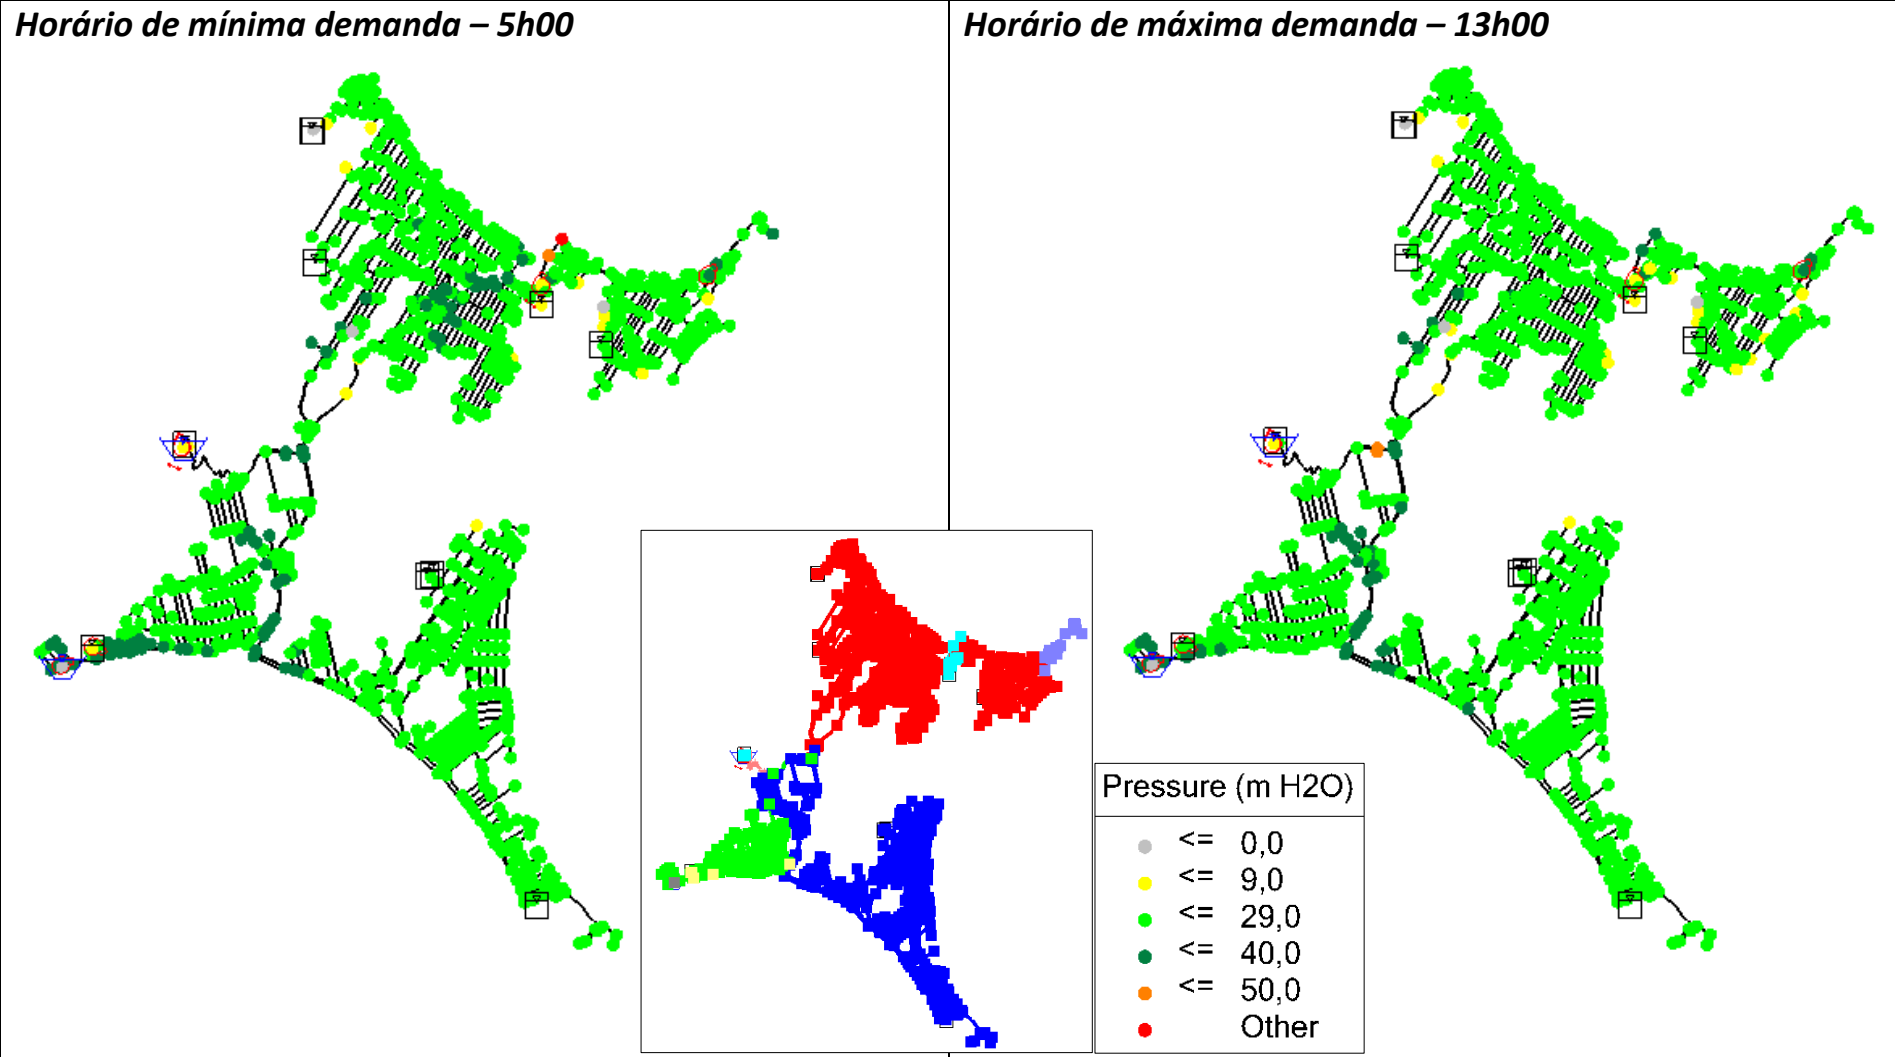 Horário de mínima demanda – 5h00
Horário de máxima demanda – 13h00
Pressure (m H2O)
<= 0,0
<= 9,0
<= 29,0
<= 40,0
<= 50,0
Other